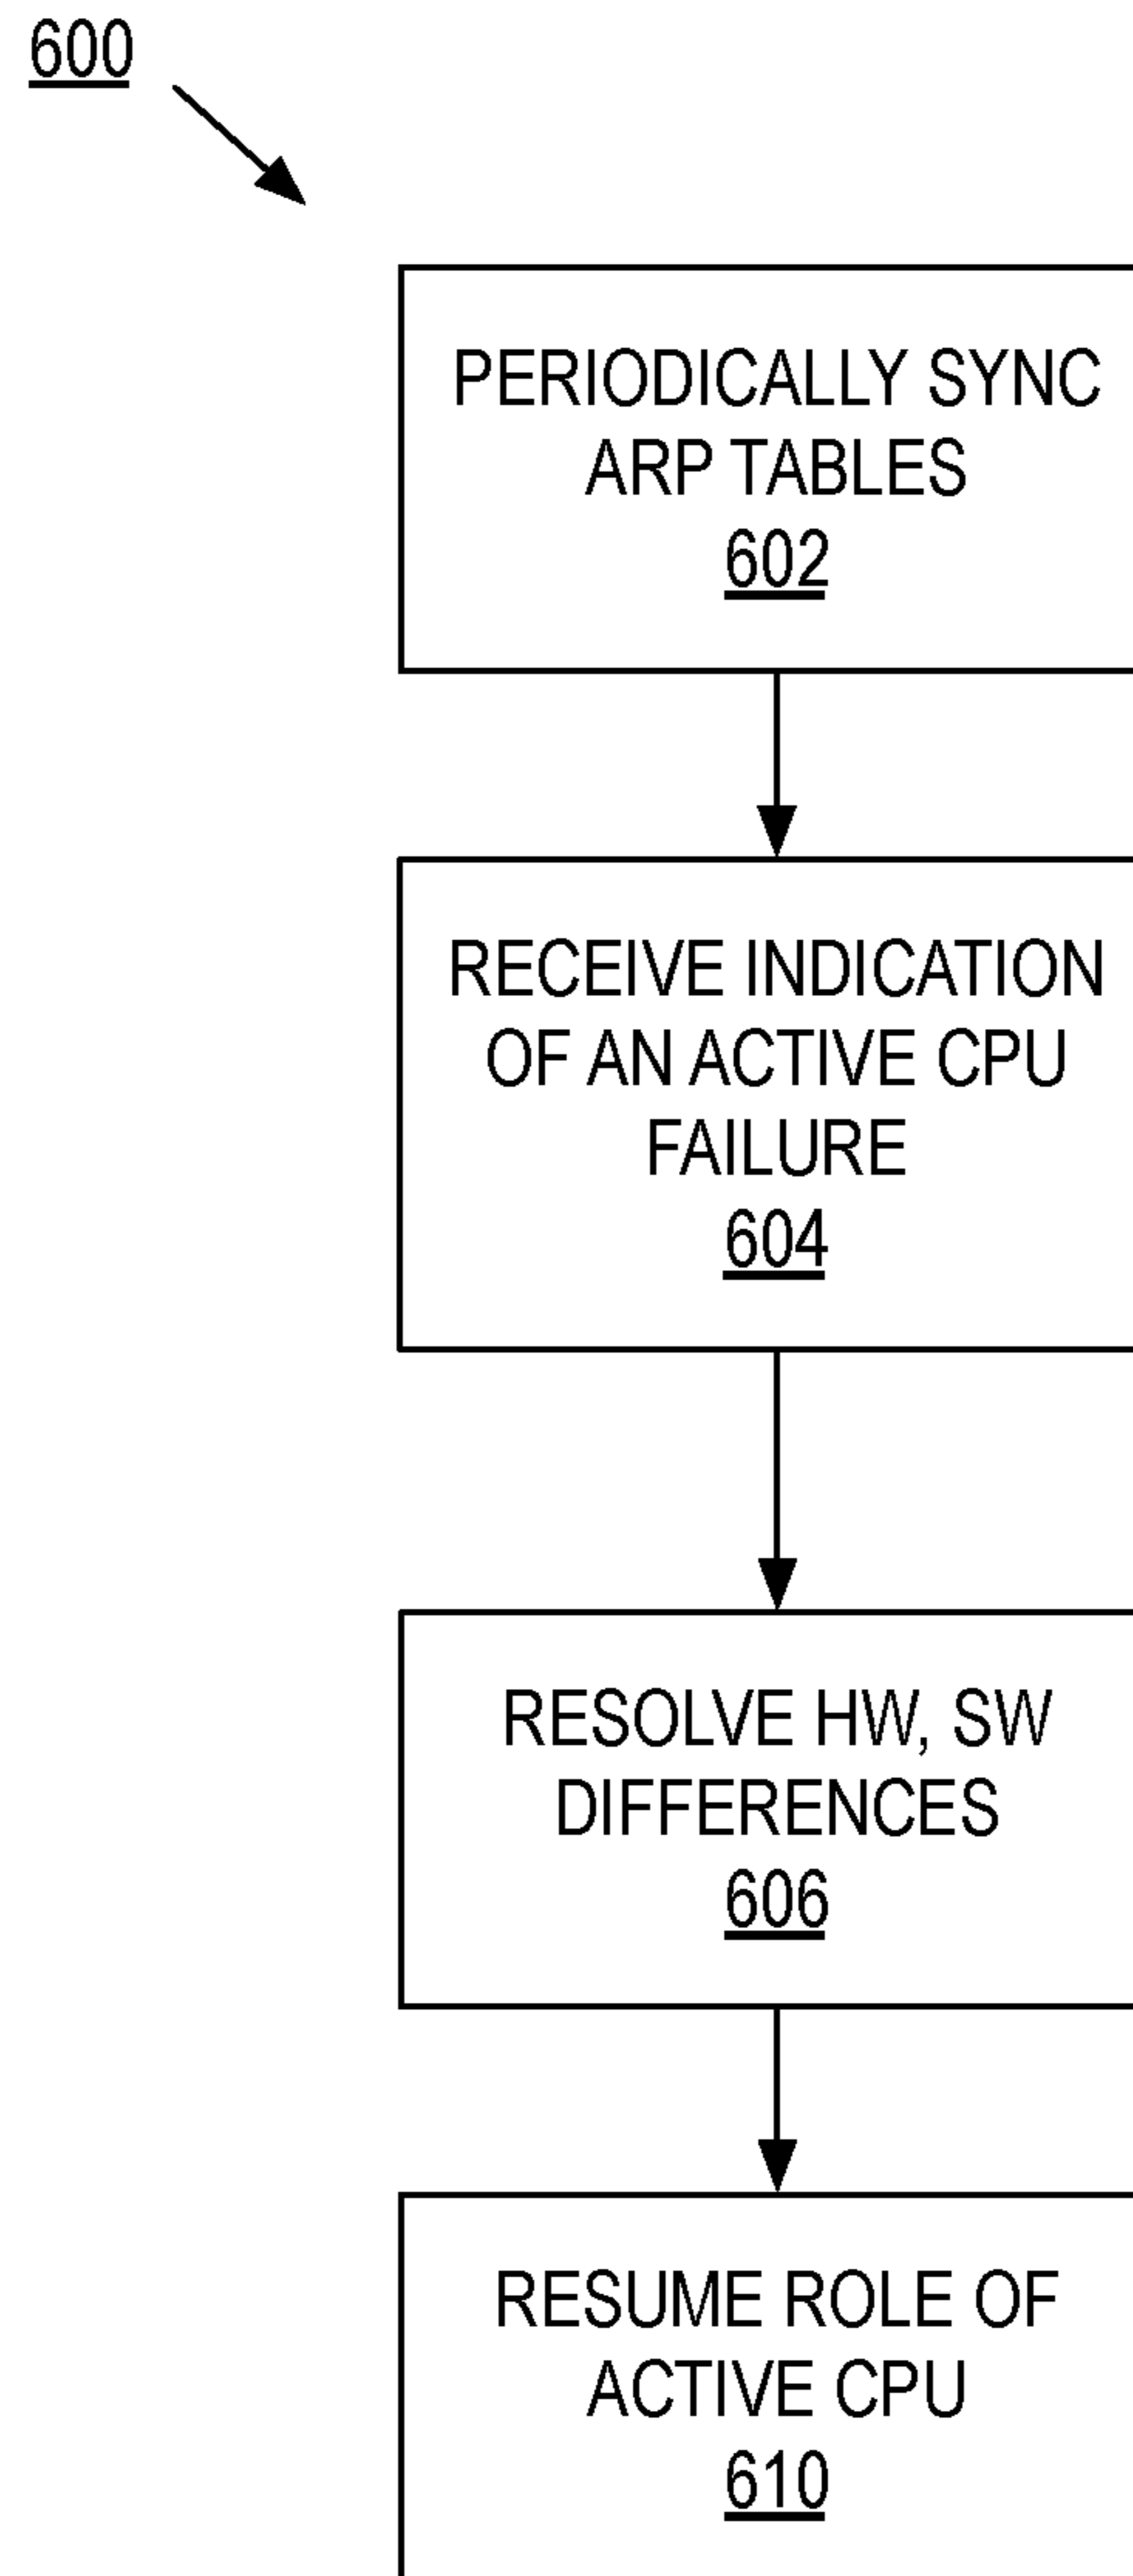 600
PERIODICALLY SYNC
ARP TABLES
602
RECEIVE INDICATION
OF AN ACTIVE CPU
FAILURE
604
RESOLVE HW, SW
DIFFERENCES
606
RESUME ROLE OF
ACTIVE CPU
610